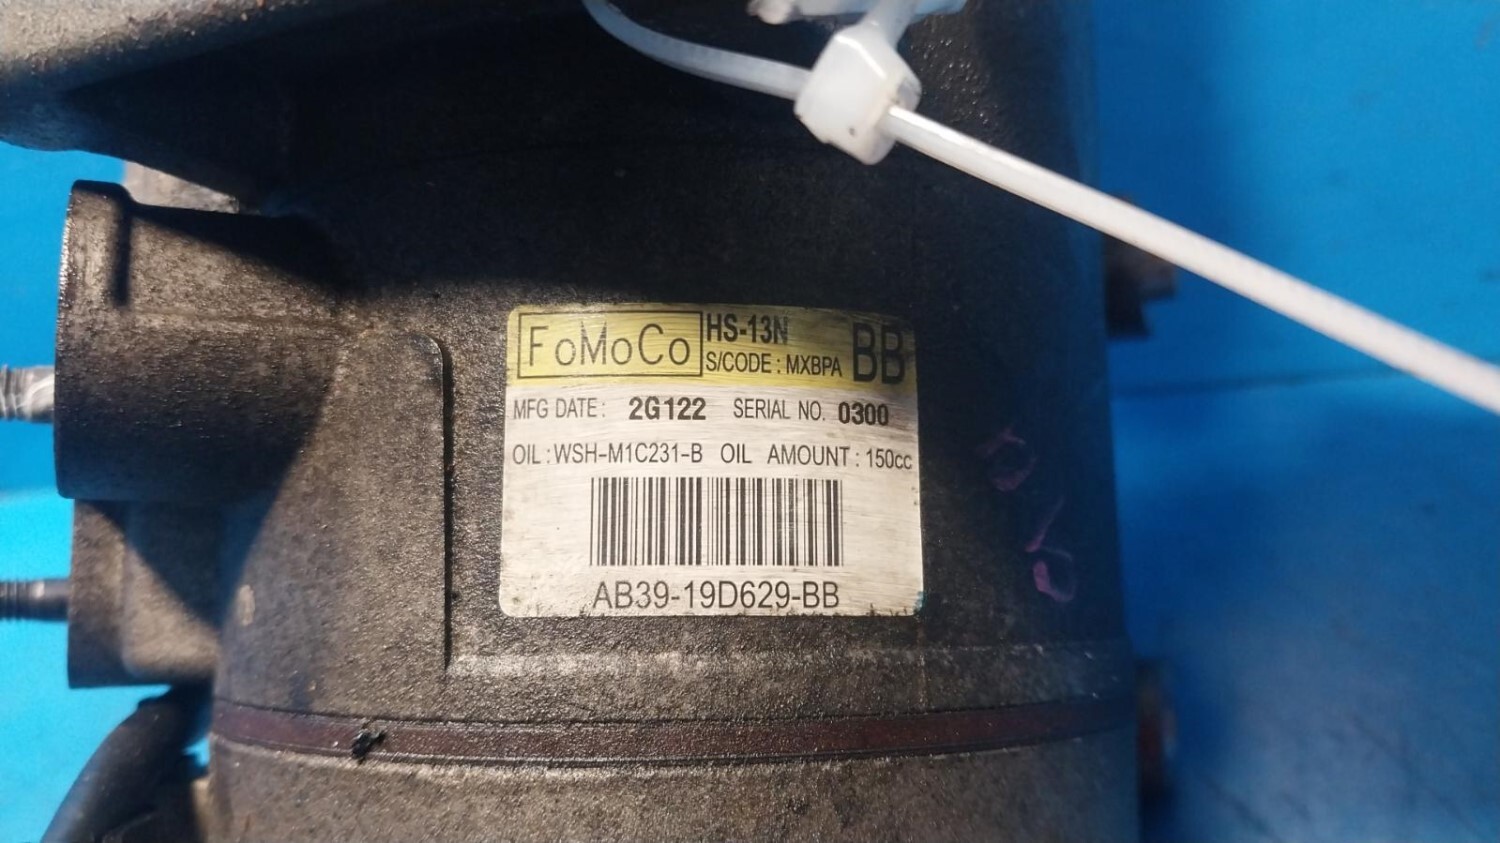 FoMoCo HS-13N BB
S/CODE : MXBPA
MFG DATE : 2G122 SERIAL NO. 0300
OIL : WSH-M1C231-B OIL AMOUNT : 150cc
AB39-19D629-BB